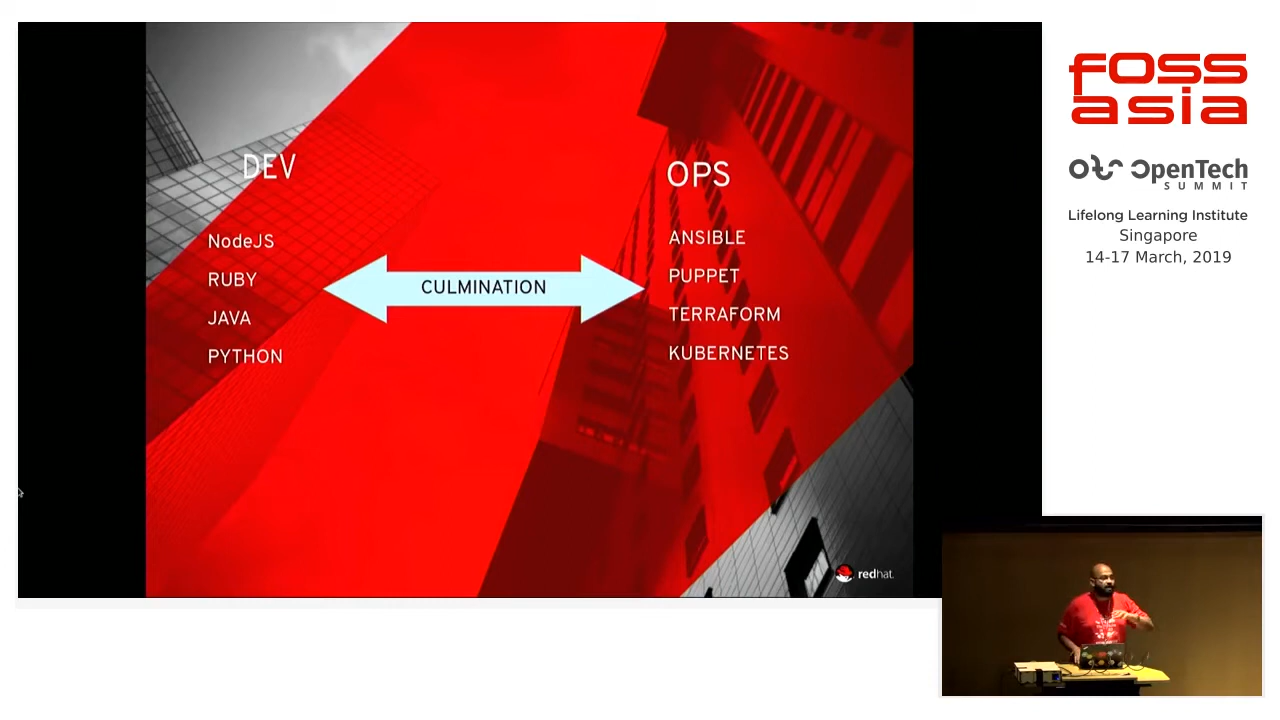 DEV
NodeJS
RUBY
JAVA
PYTHON
CULMINATION
OPS
ANSIBLE
PUPPET
TERRAFORM
KUBERNETES
redhat.
fOSS
asia
OpenTech
SUMMIT
Lifelong Learning Institute
Singapore
14-17 March, 2019